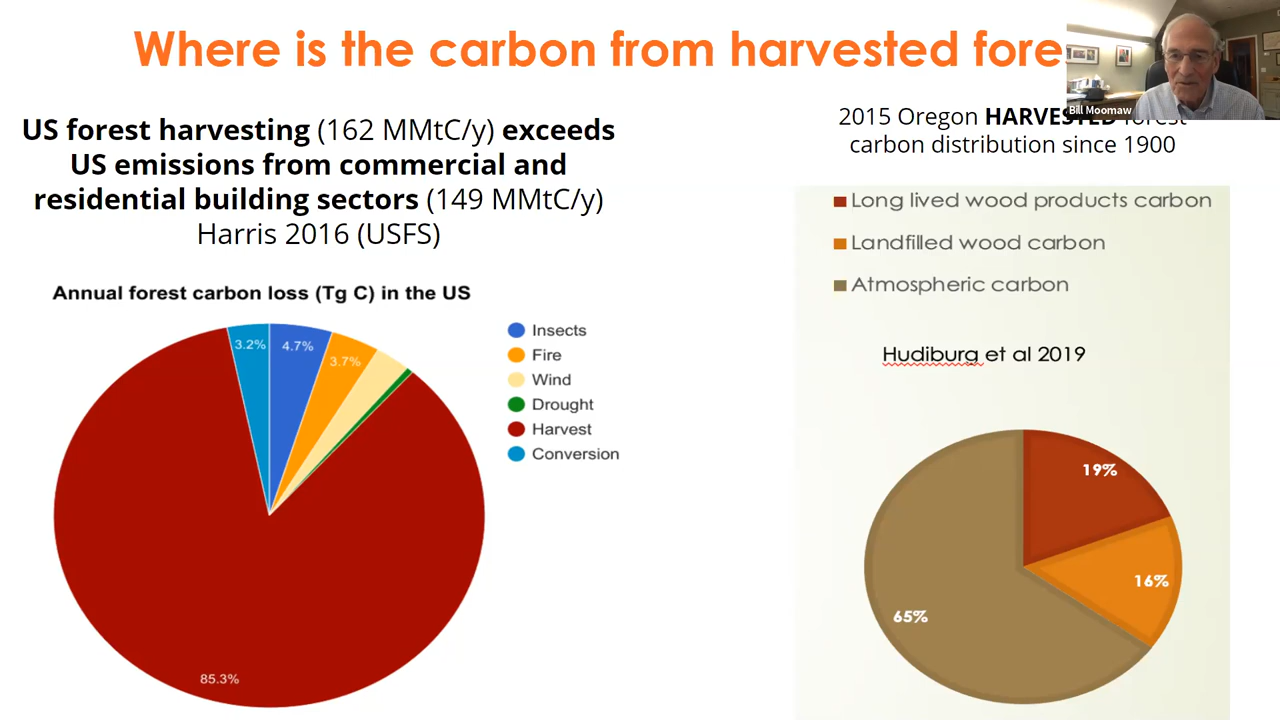 Where is the carbon from harvested fore
Bill Moomaw
US forest harvesting (162 MMtC/y) exceeds
US emissions from commercial and
residential building sectors (149 MMtC/y)
Harris 2016 (USFS)
2015 Oregon HARVESTED forest
carbon distribution since 1900
Long lived wood products carbon
Landfilled wood carbon
Atmospheric carbon
Hudiburg et al 2019
19%
16%
65%
Annual forest carbon loss (Tg C) in the US
Insects
Fire
Wind
Drought
Harvest
Conversion
3.2%
4.7%
3.7%
85.3%